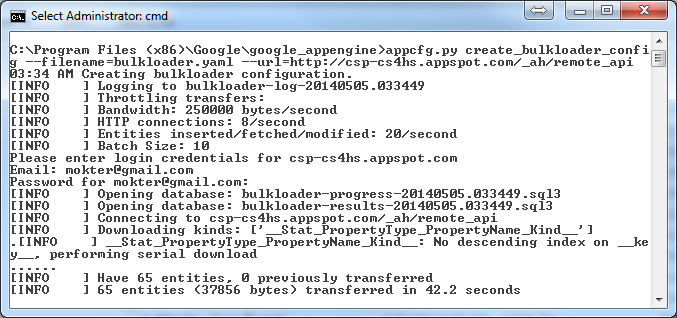 Select Administrator: cmd
C:\Program Files (x86)\Google\google_appengine>appcfg.py create_bulkloader_confi
g --filename=bulkloader.yaml --url=http://csp-cs4hs.appspot.com/_ah/remote_api
03:34 AM Creating bulkloader configuration.
[INFO    ] Logging to bulkloader-log-20140505.033449
[INFO    ] Throttling transfers:
[INFO    ] Bandwidth: 250000 bytes/second
[INFO    ] HTTP connections: 8/second
[INFO    ] Entities inserted/fetched/modified: 20/second
[INFO    ] Batch Size: 10
Please enter login credentials for csp-cs4hs.appspot.com
Email: mokter@gmail.com
Password for mokter@gmail.com:
[INFO    ] Opening database: bulkloader-progress-20140505.033449.sql3
[INFO    ] Opening database: bulkloader-results-20140505.033449.sql3
[INFO    ] Connecting to csp-cs4hs.appspot.com/_ah/remote_api
[INFO    ] Downloading kinds: ['__Stat_PropertyType_PropertyName_Kind__']
.[INFO    ] __Stat_PropertyType_PropertyName_Kind__: No descending index on __ke
y__, performing serial download
......
[INFO    ] Have 65 entities, 0 previously transferred
[INFO    ] 65 entities (37856 bytes) transferred in 42.2 seconds